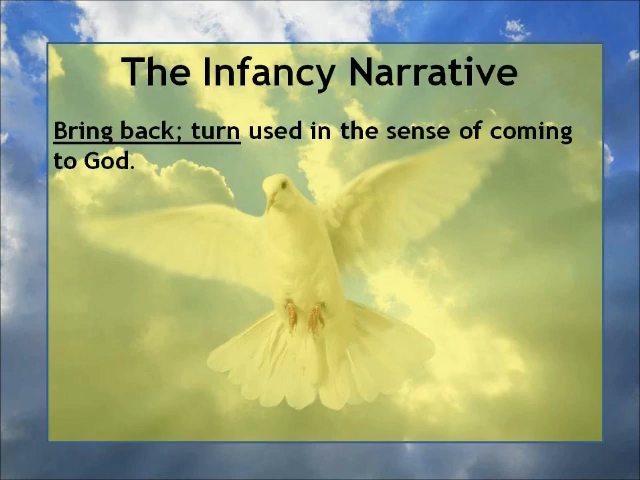 The Infancy Narrative
Bring back; turn used in the sense of coming
to God.